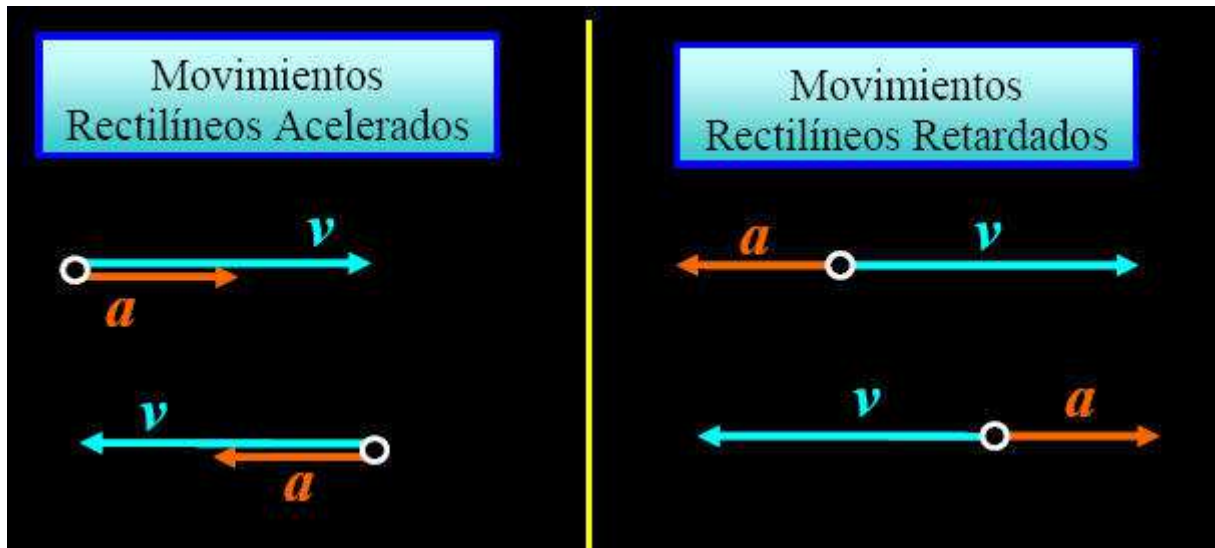 Movimientos
Rectilíneos Acelerados
v
a
v
a
Movimientos
Rectilíneos Retardados
a v
v a